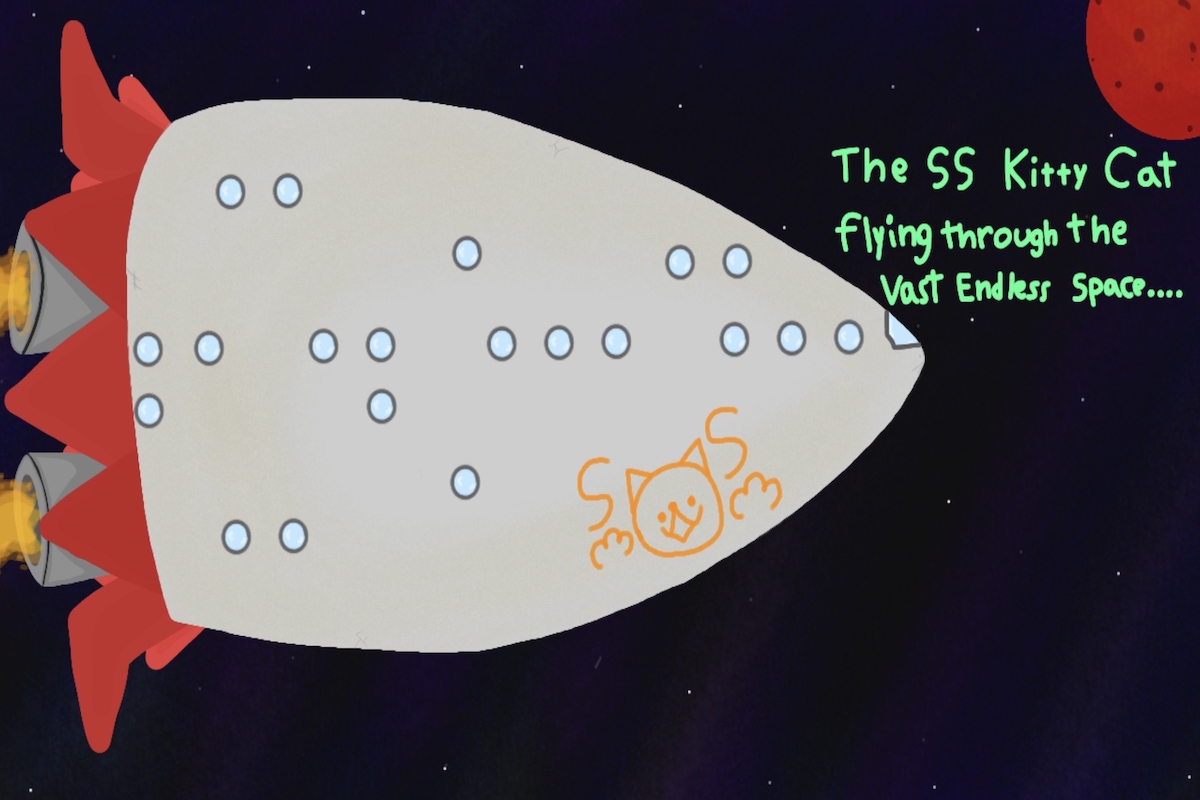 The SS Kitty Cat
flying through the
Vast Endless Space....
S S